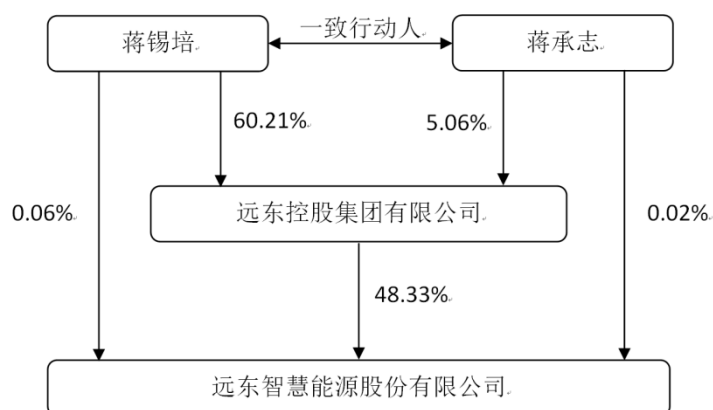 蒋锡培
一致行动人
蒋承志
60.21%
5.06%
远东控股集团有限公司
0.06%
0.02%
48.33%
远东智慧能源股份有限公司